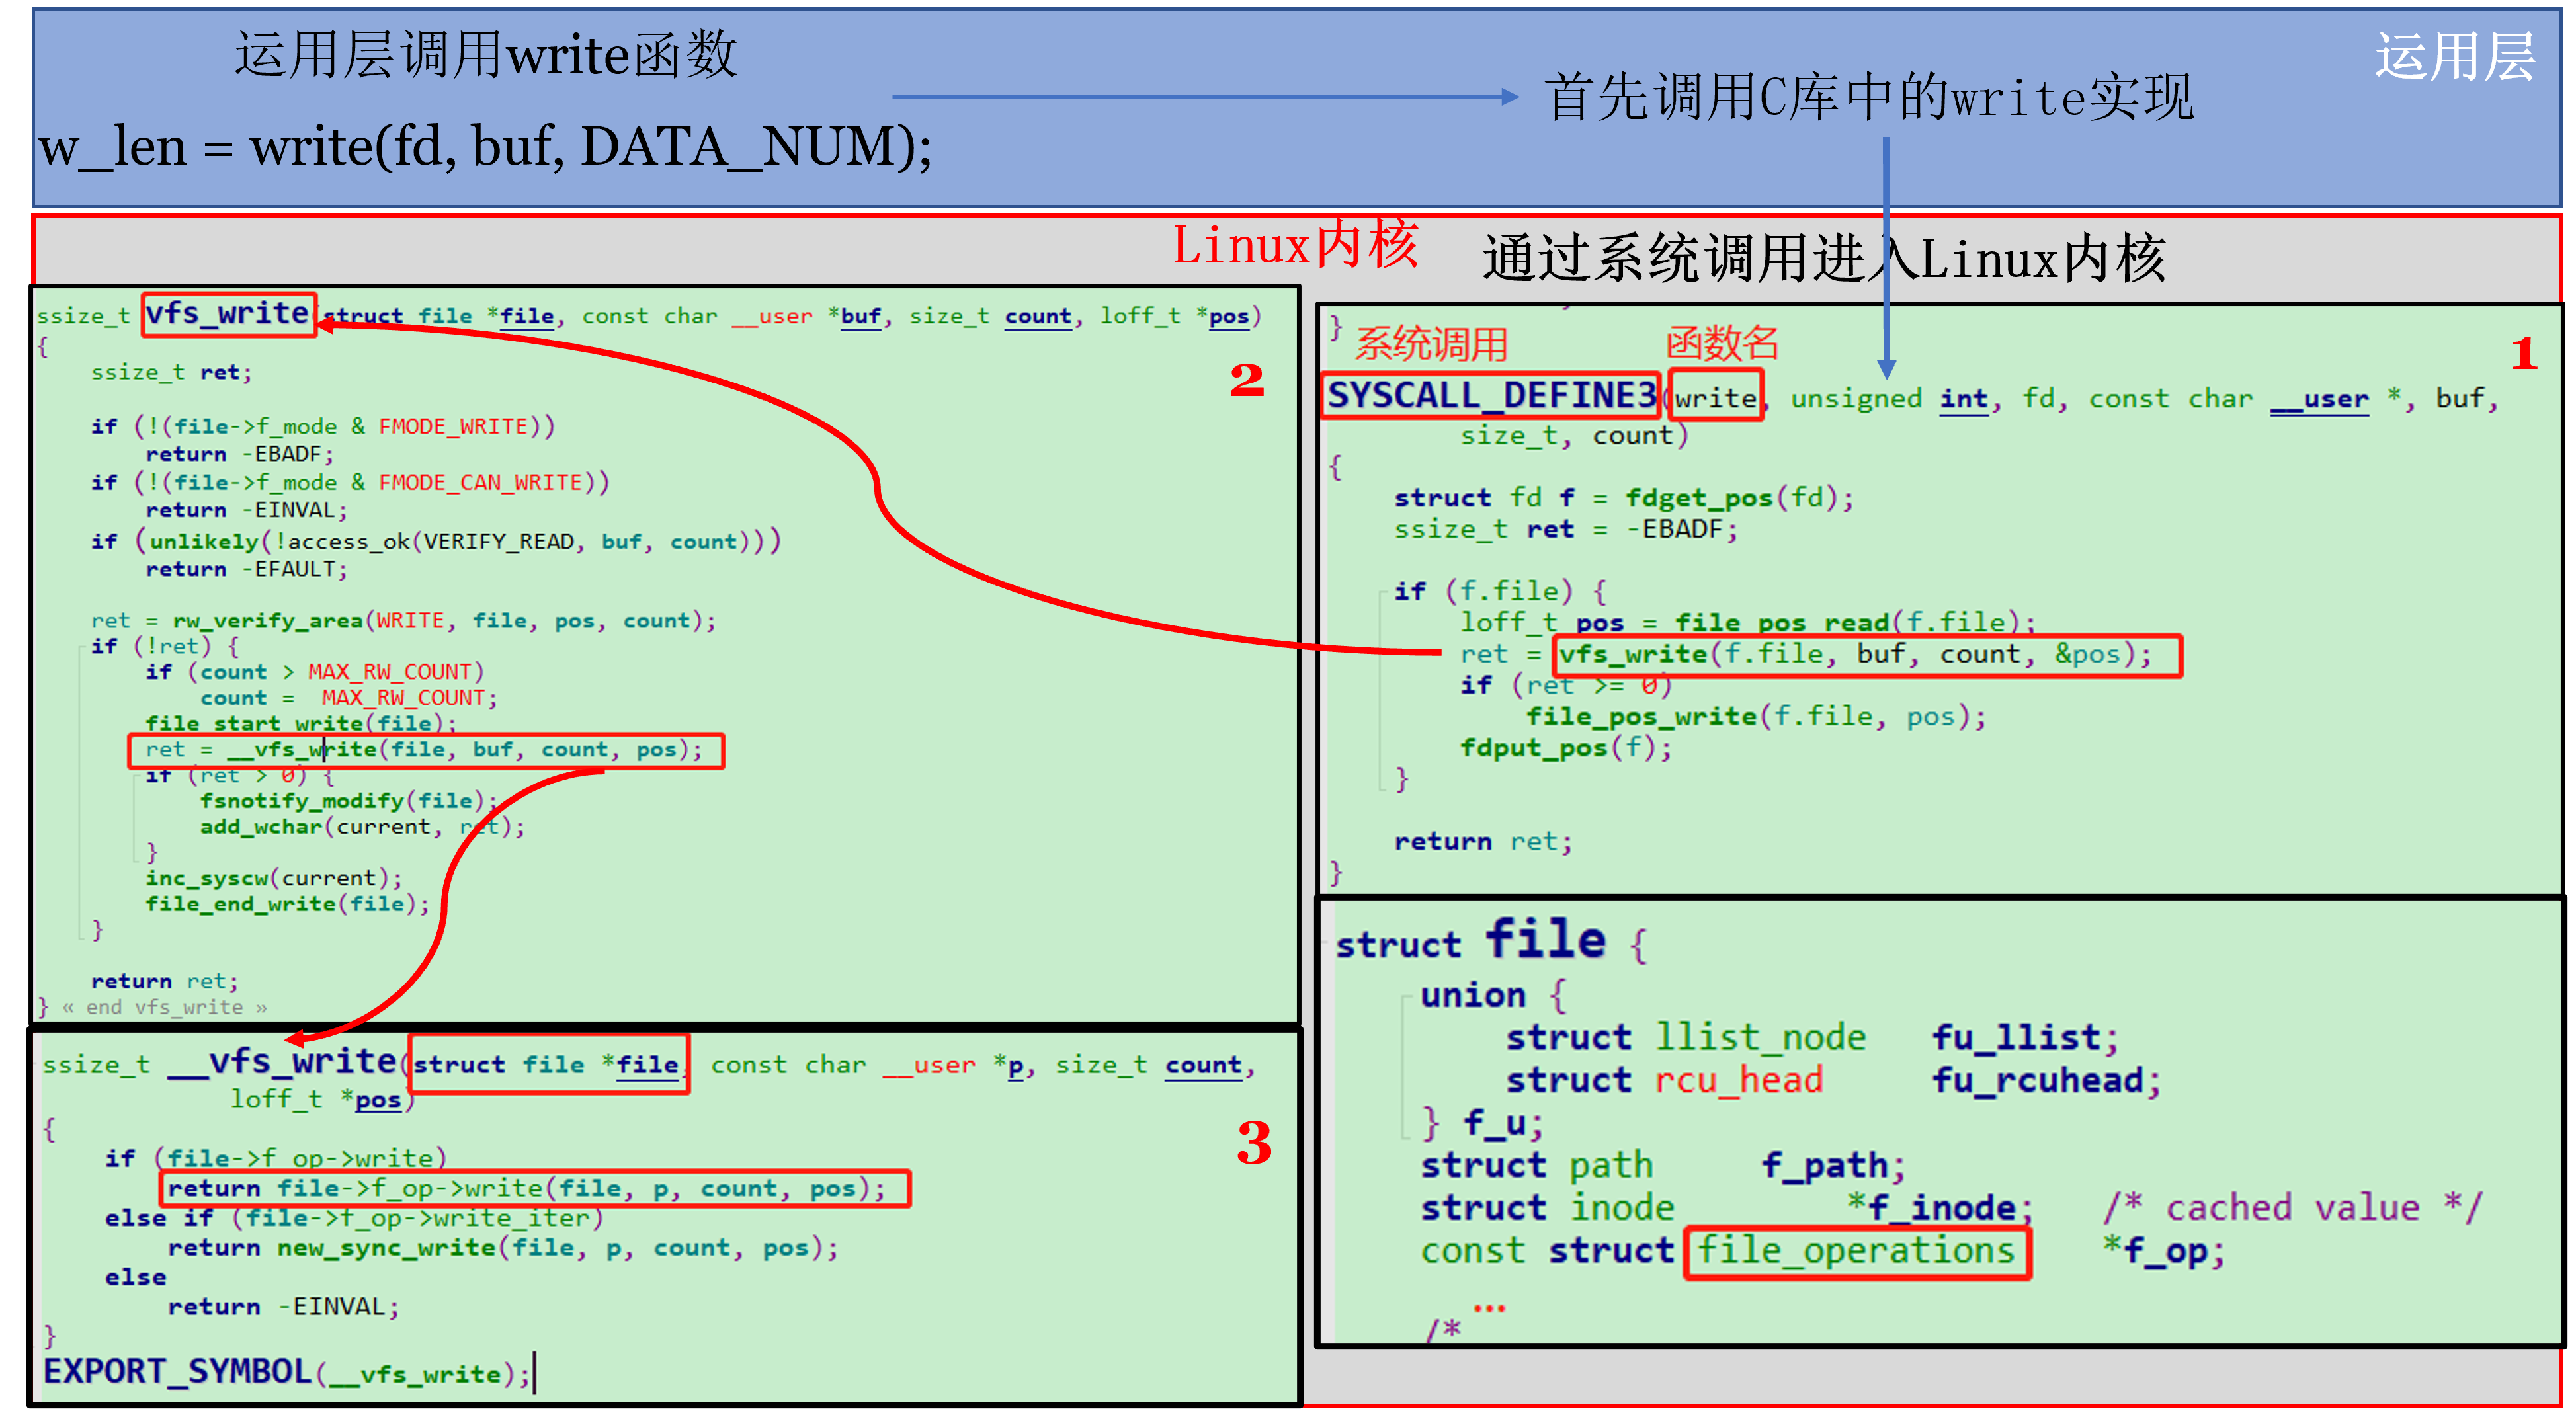 运用层调用write函数
w_len = write(fd, buf, DATA_NUM);
首先调用C库中的write实现
运用层
Linux内核
通过系统调用进入Linux内核
ssize_t vfs_write(struct file *file, const char __user *buf, size_t count, loff_t *pos)
{
ssize_t ret;
if (!(file->f_mode & FMODE_WRITE))
return -EBADF;
if (!(file->f_mode & FMODE_CAN_WRITE))
return -EINVAL;
if (unlikely(!access_ok(VERIFY_READ, buf, count)))
return -EFAULT;
ret = rw_verify_area(WRITE, file, pos, count);
if (!ret) {
if (count > MAX_RW_COUNT)
count =  MAX_RW_COUNT;
file_start_write(file);
ret = __vfs_write(file, buf, count, pos);
if (ret > 0) {
fsnotify_modify(file);
add_wchar(current, ret);
}
inc_syscw(current);
file_end_write(file);
}
return ret;
} « end vfs_write »
2
}
系统调用 函数名
1
SYSCALL_DEFINE3(write, unsigned int, fd, const char __user *, buf,
size_t, count)
{
struct fd f = fdget_pos(fd);
ssize_t ret = -EBADF;
if (f.file) {
loff_t pos = file_pos_read(f.file);
ret = vfs_write(f.file, buf, count, &pos);
if (ret >= 0)
file_pos_write(f.file, pos);
fdput_pos(f);
}
return ret;
}
ssize_t __vfs_write(struct file *file, const char __user *p, size_t count,
loff_t *pos)
{
if (file->f_op->write)
return file->f_op->write(file, p, count, pos);
else if (file->f_op->write_iter)
return new_sync_write(file, p, count, pos);
else
return -EINVAL;
}
EXPORT_SYMBOL(__vfs_write);
3
struct file {
union {
struct llist_node fu_llist;
struct rcu_head fu_rcuhead;
} f_u;
struct path f_path;
struct inode *f_inode; /* cached value */
const struct file_operations *f_op;
...
/*